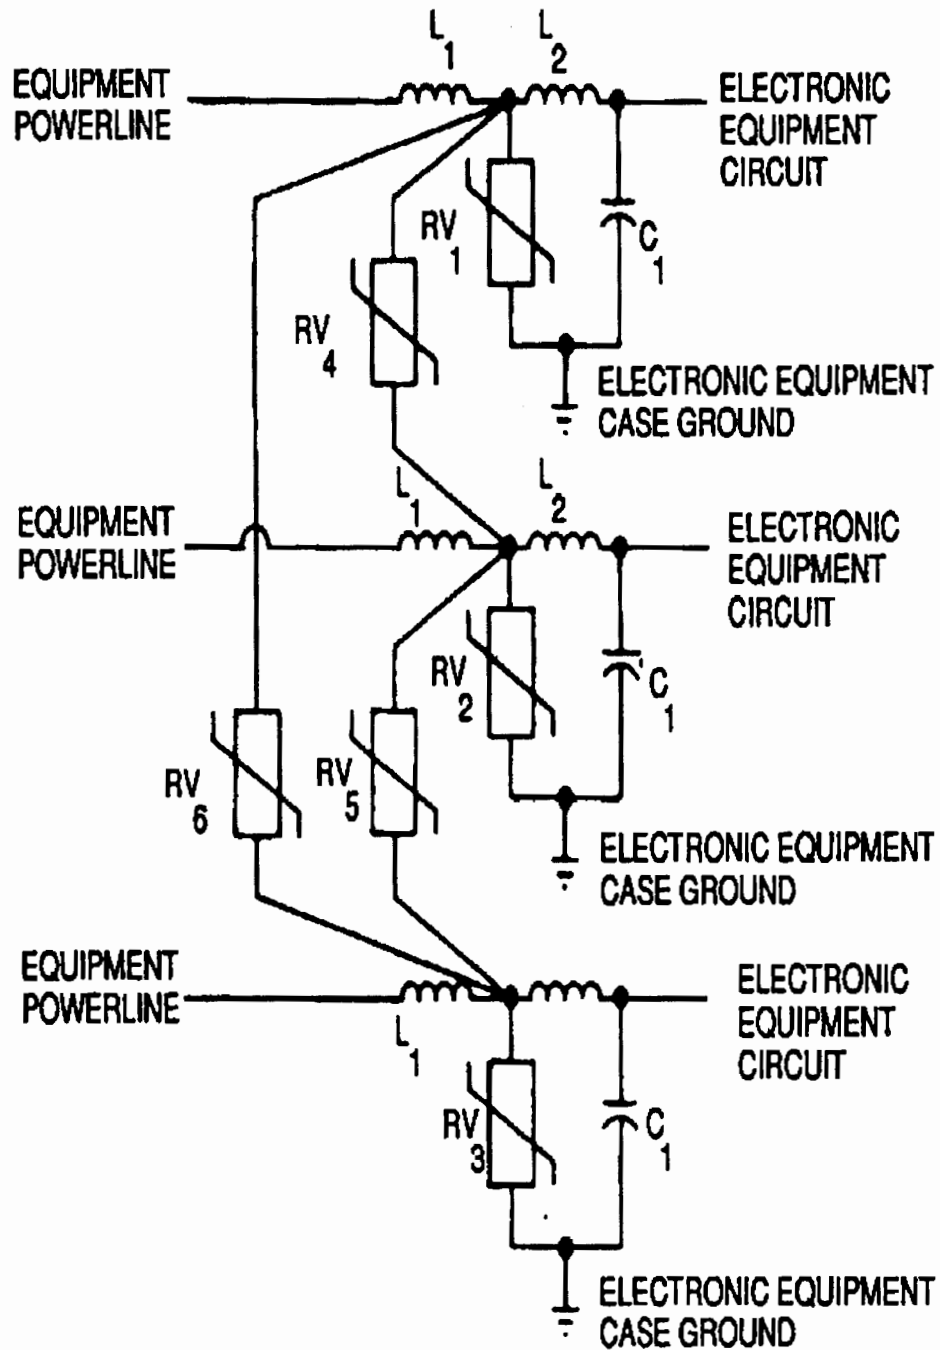 L1 L2
EQUIPMENT
POWERLINE
ELECTRONIC
EQUIPMENT
CIRCUIT
RV1
C1
RV4
ELECTRONIC EQUIPMENT
CASE GROUND
L1 L2
EQUIPMENT
POWERLINE
ELECTRONIC
EQUIPMENT
CIRCUIT
RV2
C1
RV6
RV5
ELECTRONIC EQUIPMENT
CASE GROUND
EQUIPMENT
POWERLINE
ELECTRONIC
EQUIPMENT
CIRCUIT
L1
RV3
C1
ELECTRONIC EQUIPMENT
CASE GROUND